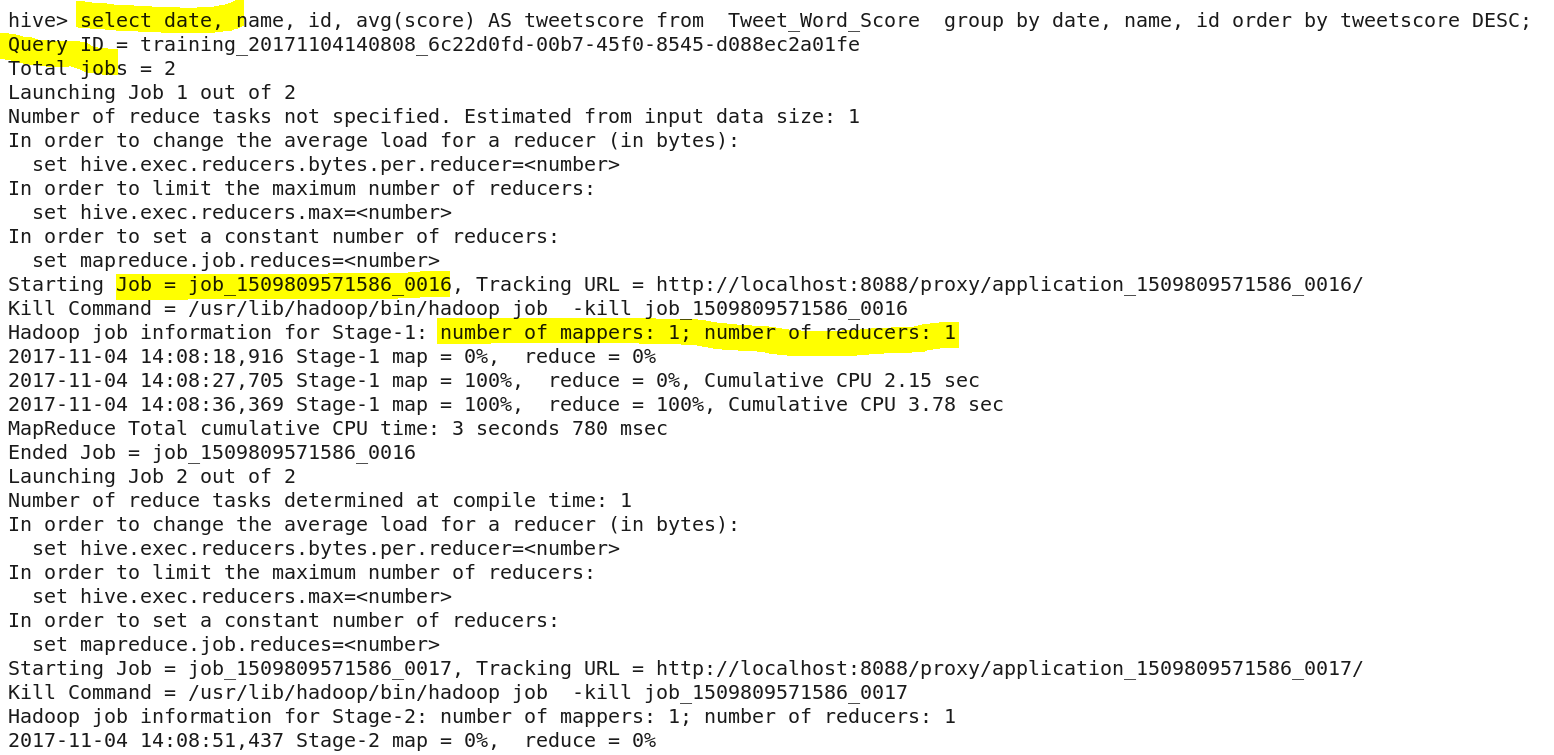 hive> select date, name, id, avg(score) AS tweetscore from  Tweet_Word_Score  group by date, name, id order by tweetscore DESC;
Query ID = training_20171104140808_6c22d0fd-00b7-45f0-8545-d088ec2a01fe
Total jobs = 2
Launching Job 1 out of 2
Number of reduce tasks not specified. Estimated from input data size: 1
In order to change the average load for a reducer (in bytes):
  set hive.exec.reducers.bytes.per.reducer=<number>
In order to limit the maximum number of reducers:
  set hive.exec.reducers.max=<number>
In order to set a constant number of reducers:
  set mapreduce.job.reduces=<number>
Starting Job = job_1509809571586_0016, Tracking URL = http://localhost:8088/proxy/application_1509809571586_0016/
Kill Command = /usr/lib/hadoop/bin/hadoop job  -kill job_1509809571586_0016
Hadoop job information for Stage-1: number of mappers: 1; number of reducers: 1
2017-11-04 14:08:18,916 Stage-1 map = 0%,  reduce = 0%
2017-11-04 14:08:27,705 Stage-1 map = 100%,  reduce = 0%, Cumulative CPU 2.15 sec
2017-11-04 14:08:36,369 Stage-1 map = 100%,  reduce = 100%, Cumulative CPU 3.78 sec
MapReduce Total cumulative CPU time: 3 seconds 780 msec
Ended Job = job_1509809571586_0016
Launching Job 2 out of 2
Number of reduce tasks determined at compile time: 1
In order to change the average load for a reducer (in bytes):
  set hive.exec.reducers.bytes.per.reducer=<number>
In order to limit the maximum number of reducers:
  set hive.exec.reducers.max=<number>
In order to set a constant number of reducers:
  set mapreduce.job.reduces=<number>
Starting Job = job_1509809571586_0017, Tracking URL = http://localhost:8088/proxy/application_1509809571586_0017/
Kill Command = /usr/lib/hadoop/bin/hadoop job  -kill job_1509809571586_0017
Hadoop job information for Stage-2: number of mappers: 1; number of reducers: 1
2017-11-04 14:08:51,437 Stage-2 map = 0%,  reduce = 0%